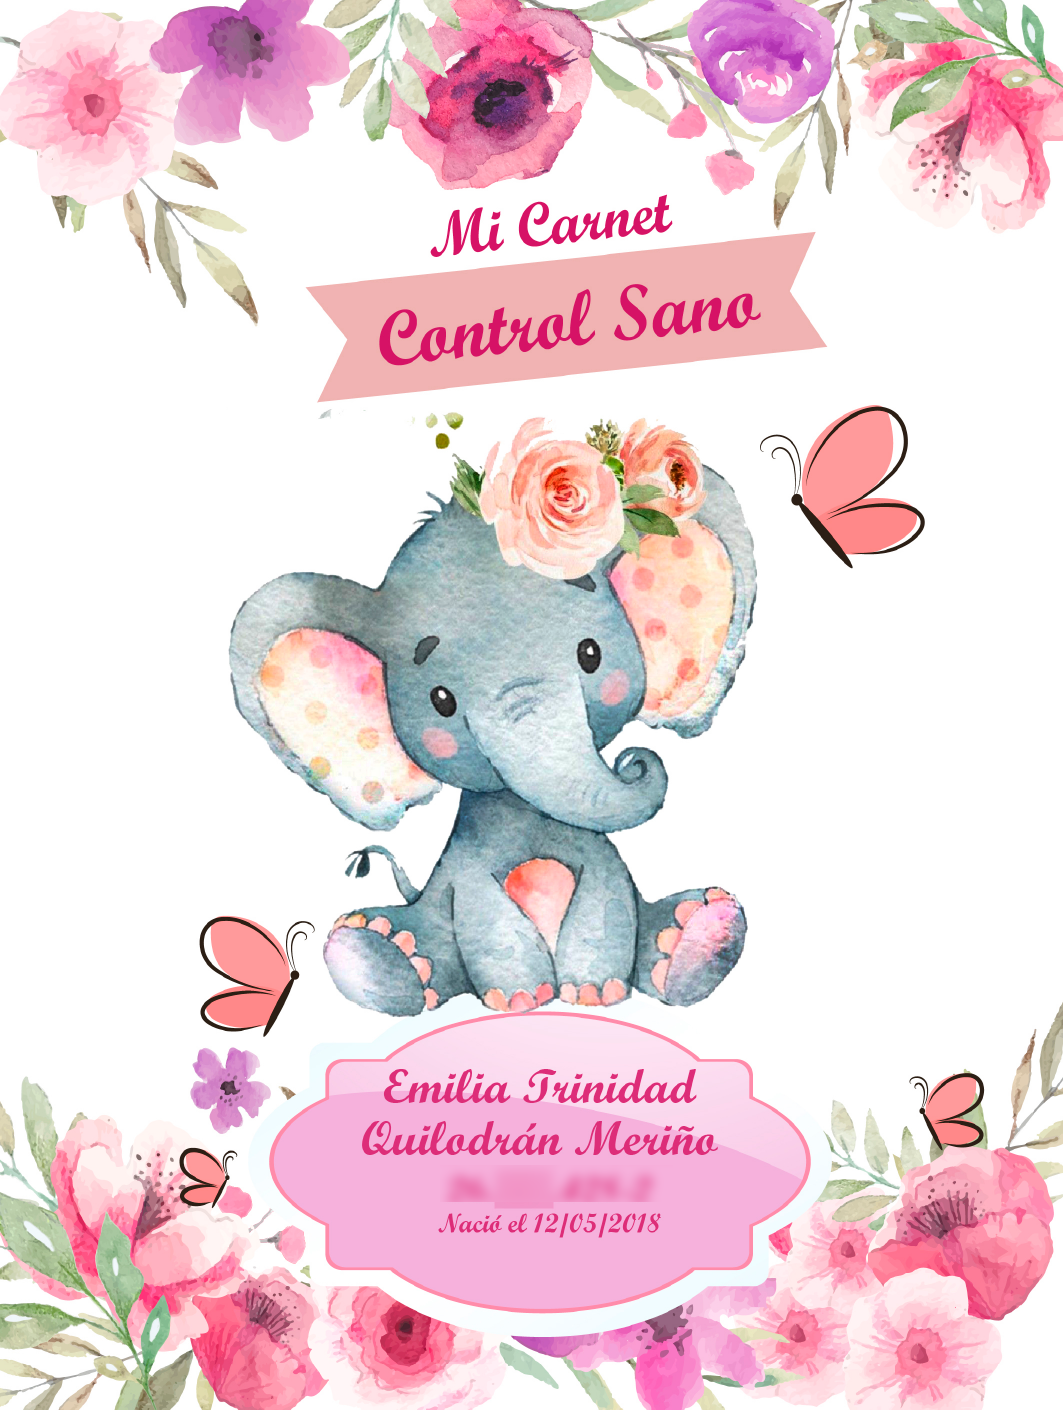 Mi Carnet
Control Sano
Emilia Trinidad
Quilodrán Meriño
Nació el 12/05/2018